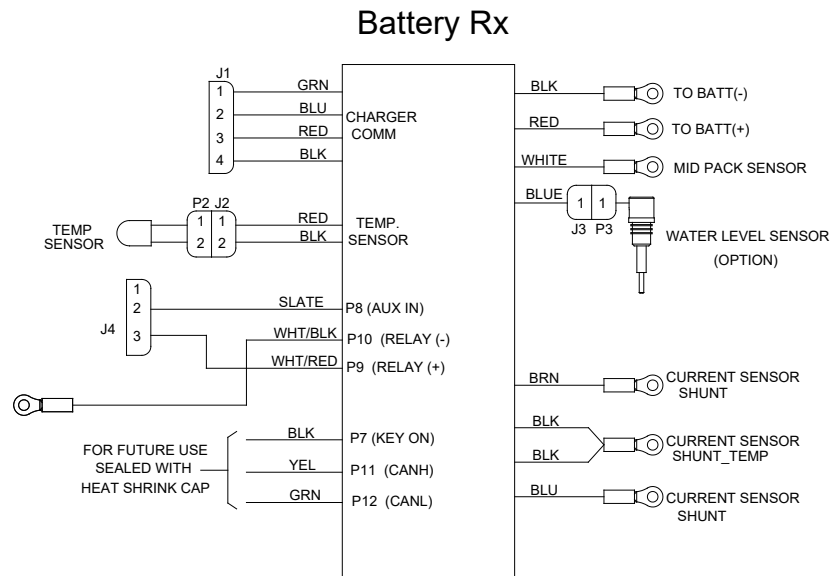 Battery Rx
J1
1
GRN
2
BLU
3
RED
4
BLK
CHARGER
COMM
TEMP
SENSOR
P2 J2
1 1
2 2
RED
BLK
TEMP.
SENSOR
J4
1
2
3
SLATE
P8 (AUX IN)
WHT/BLK
P10 (RELAY (-)
WHT/RED
P9 (RELAY (+)
FOR FUTURE USE
SEALED WITH
HEAT SHRINK CAP
BLK
P7 (KEY ON)
YEL
P11 (CANH)
GRN
P12 (CANL)
BLK
TO BATT(-)
RED
TO BATT(+)
WHITE
MID PACK SENSOR
BLUE
1 1
J3 P3
WATER LEVEL SENSOR
(OPTION)
BRN
CURRENT SENSOR
SHUNT
BLK
BLK
CURRENT SENSOR
SHUNT_TEMP
BLU
CURRENT SENSOR
SHUNT